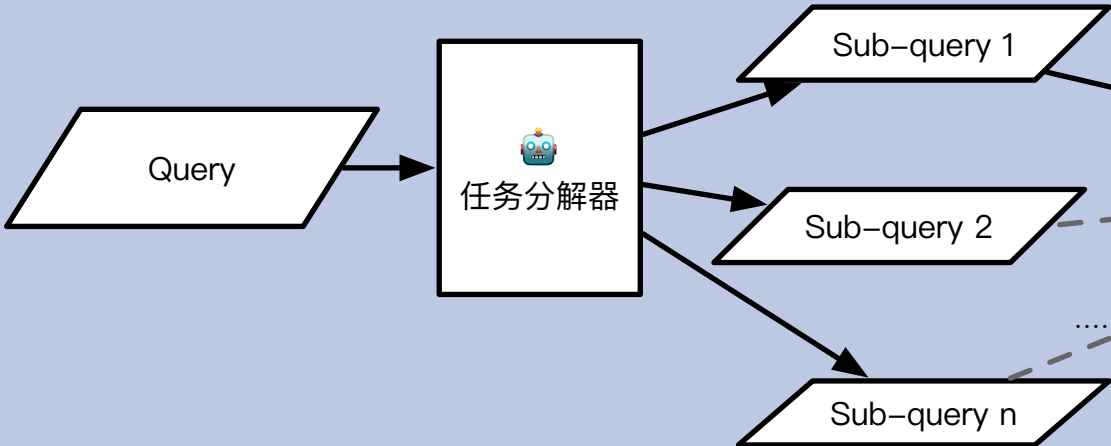 Sub-query 1
Query
🤖
任务分解器
Sub-query 2
.....
Sub-query n